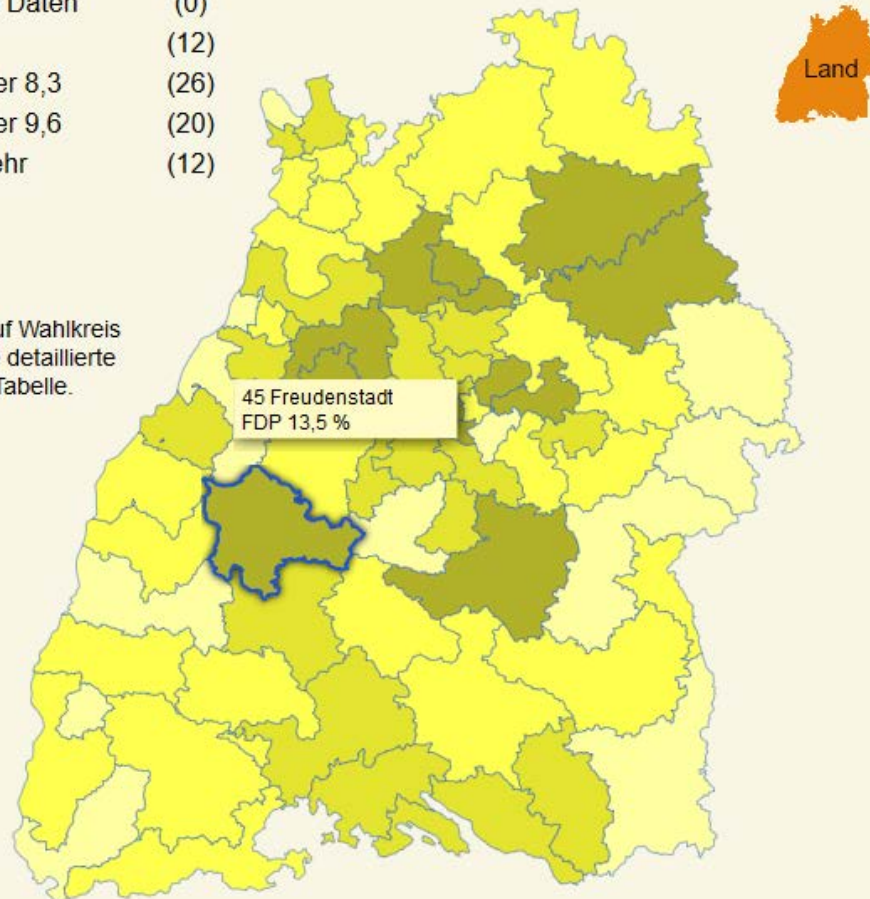 Daten (0)
(12)
er 8,3 (26)
er 9,6 (20)
ehr (12)
Land
uf Wahlkreis
detaillierte
Tabelle.
45 Freudenstadt
FDP 13,5 %